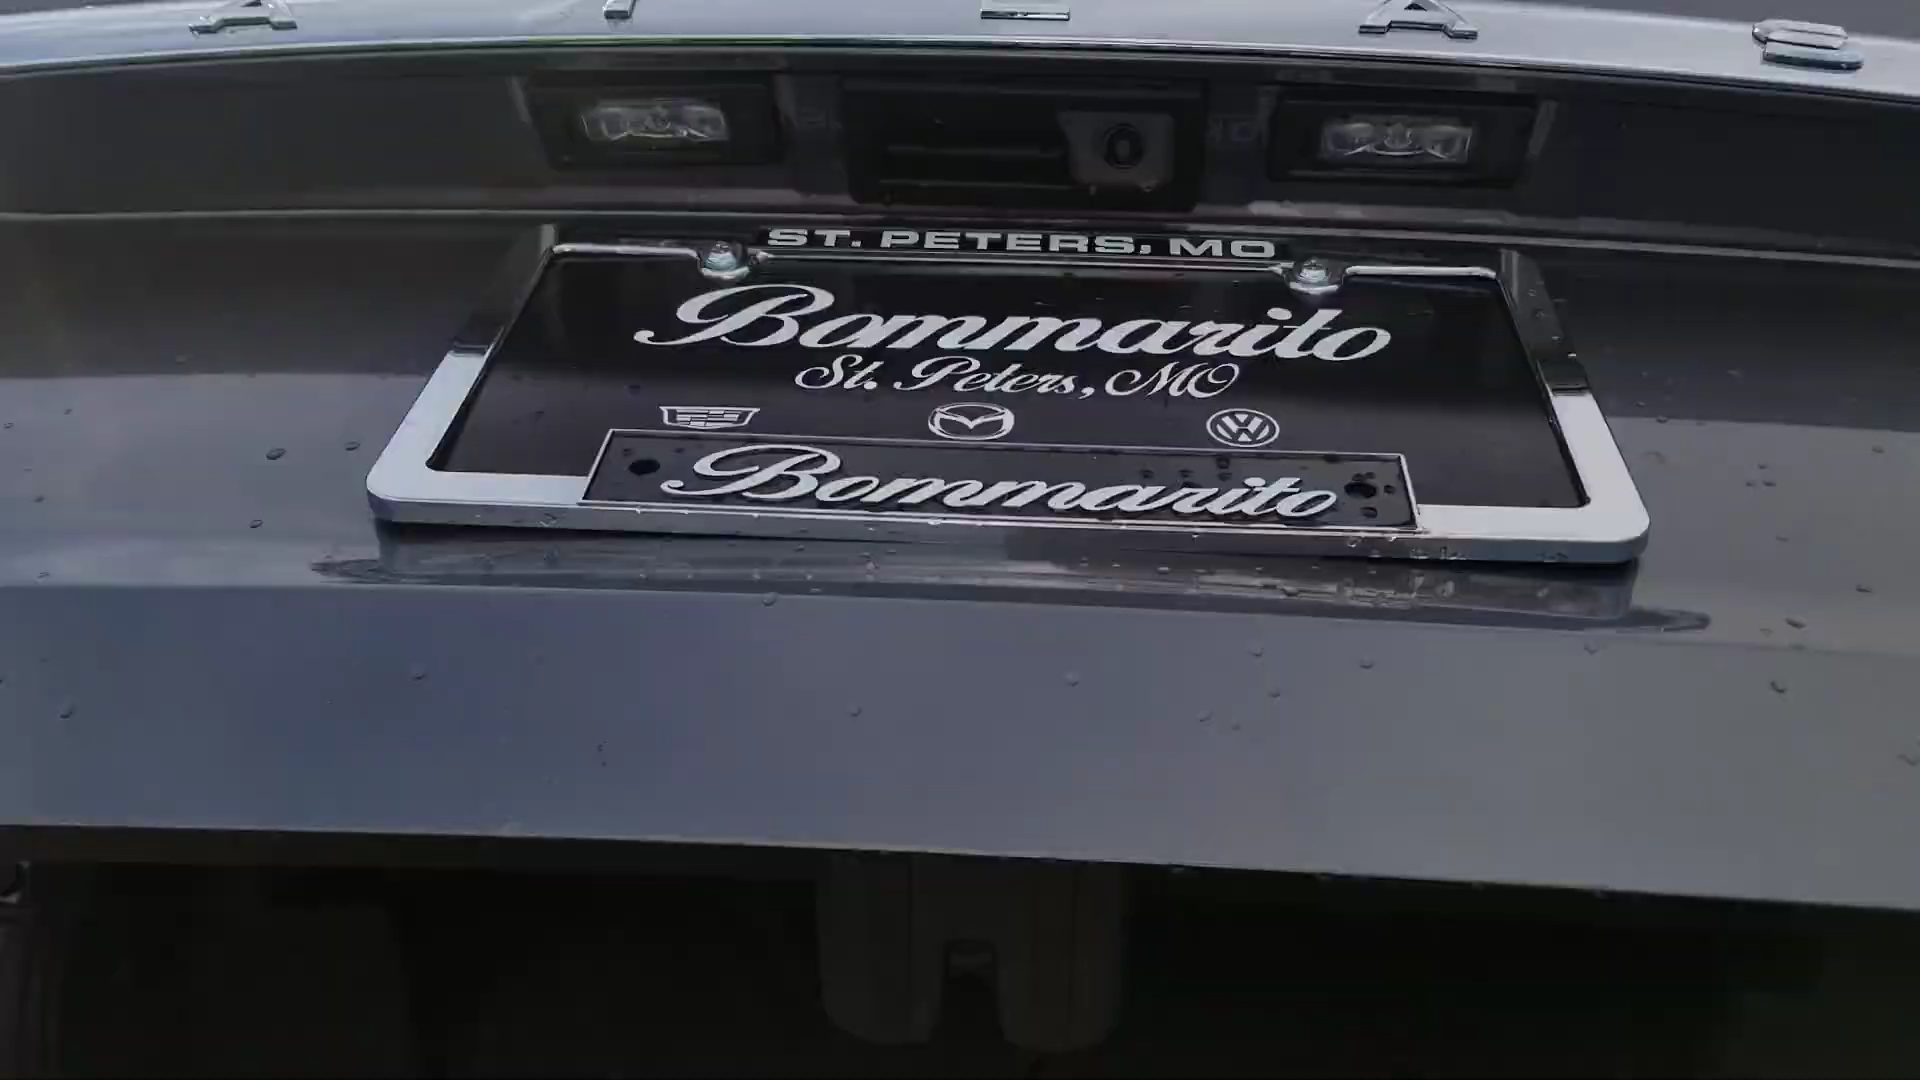 ST. PETERS, MO
Bommarito
St. Peters, MO
Bommarito